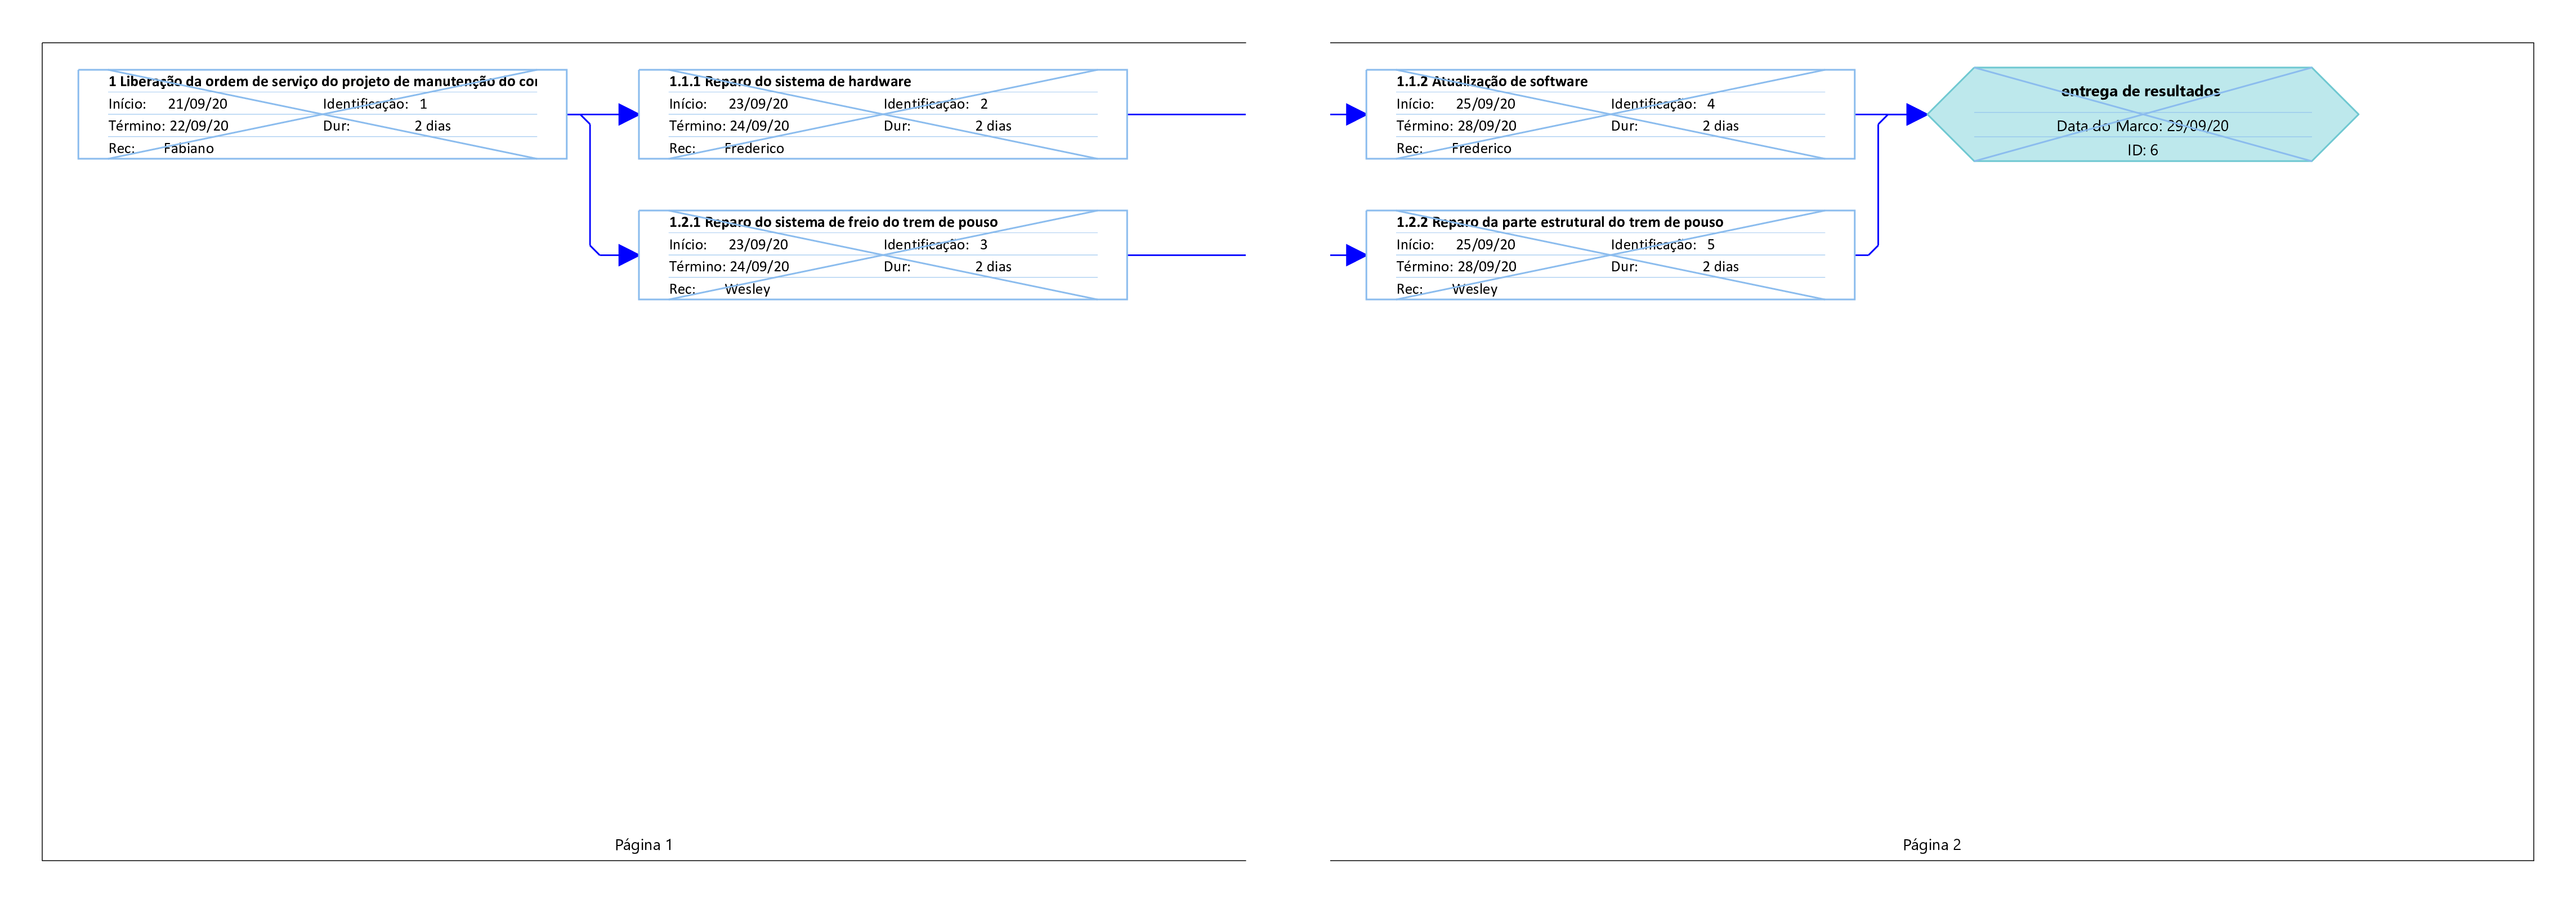 1 Liberação da ordem de serviço do projeto de manutenção do
Início: 21/09/20 Identificação: 1
Término: 22/09/20 Dur: 2 dias
Rec: Fabiano
1.1.1 Reparo do sistema de hardware
Início: 23/09/20 Identificação: 2
Término: 24/09/20 Dur: 2 dias
Rec: Frederico
1.1.2 Atualização de software
Início: 25/09/20 Identificação: 4
Término: 28/09/20 Dur: 2 dias
Rec: Frederico
entrega de resultados
Data do Marco: 29/09/20
ID: 6
1.2.1 Reparo do sistema de freio do trem de pouso
Início: 23/09/20 Identificação: 3
Término: 24/09/20 Dur: 2 dias
Rec: Wesley
1.2.2 Reparo da parte estrutural do trem de pouso
Início: 25/09/20 Identificação: 5
Término: 28/09/20 Dur: 2 dias
Rec: Wesley
Página 1
Página 2